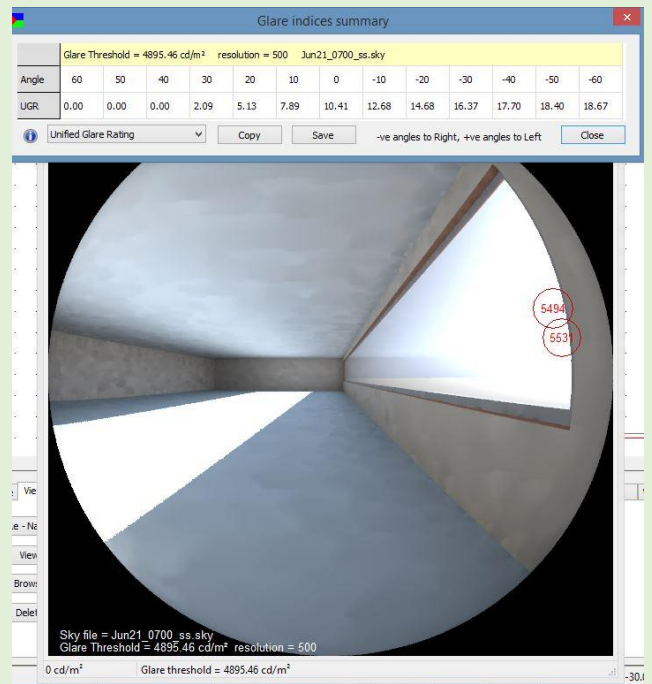 Glare indices summary
Glare Threshold = 4895.46 cd/m² resolution = 500 Jun21_0700_ss.sky
Angle 60 50 40 30 20 10 0 -10 -20 -30 -40 -50 -60
UGR 0.00 0.00 0.00 2.09 5.13 7.89 10.41 12.68 14.68 16.37 17.70 18.40 18.67
Unified Glare Rating Copy Save -ve angles to Right, +ve angles to Left Close
5494
5531
Vie
e - Na
View
Brows
Delet
Sky file = Jun21_0700_ss.sky
Glare Threshold = 4895.46 cd/m² resolution = 500
0 cd/m² Glare threshold = 4895.46 cd/m²